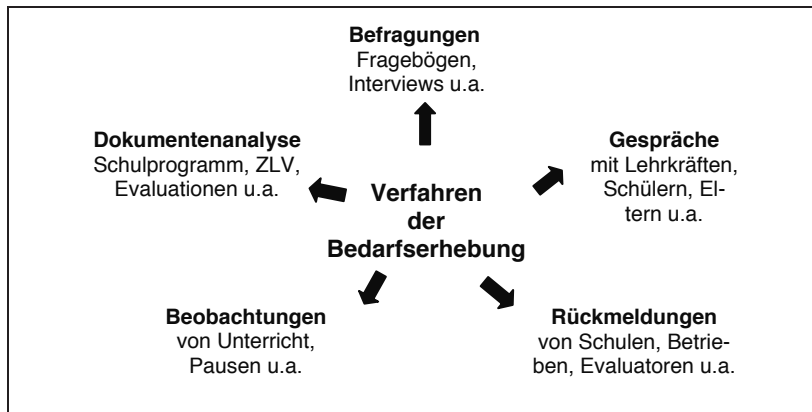 Befragungen
Fragebögen,
Interviews u.a.
Dokumentenanalyse
Schulprogramm, ZLV,
Evaluationen u.a.
Gespräche
mit Lehrkräften,
Schülern, El-
tern u.a.
Verfahren
der
Bedarfserhebung
Beobachtungen
von Unterricht,
Pausen u.a.
Rückmeldungen
von Schulen, Betrie-
ben, Evaluatoren u.a.